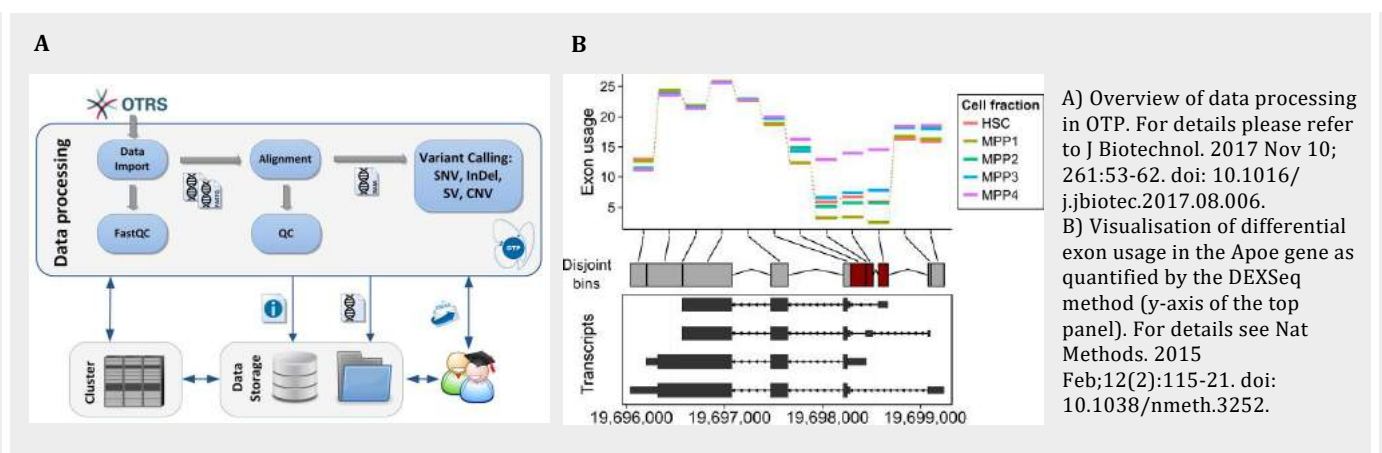 A
OTRS
Data processing
Data
Import
Alignment
Variant Calling:
SNV, InDel,
SV, CNV
FASTQ
BAM
FastQC
QC
OTP
Cluster
Data
Storage
B
Exon usage
25
20
15
10
5
Cell fraction
HSC
MPP1
MPP2
MPP3
MPP4
Disjoint
bins
Transcripts
19,696,000
19,697,000
19,698,000
19,699,000
A) Overview of data processing
in OTP. For details please refer
to J Biotechnol. 2017 Nov 10;
261:53-62. doi: 10.1016/
j.jbiotec.2017.08.006.
B) Visualisation of differential
exon usage in the Apoe gene as
quantified by the DEXSeq
method (y-axis of the top
panel). For details see Nat
Methods. 2015
Feb;12(2):115-21. doi:
10.1038/nmeth.3252.